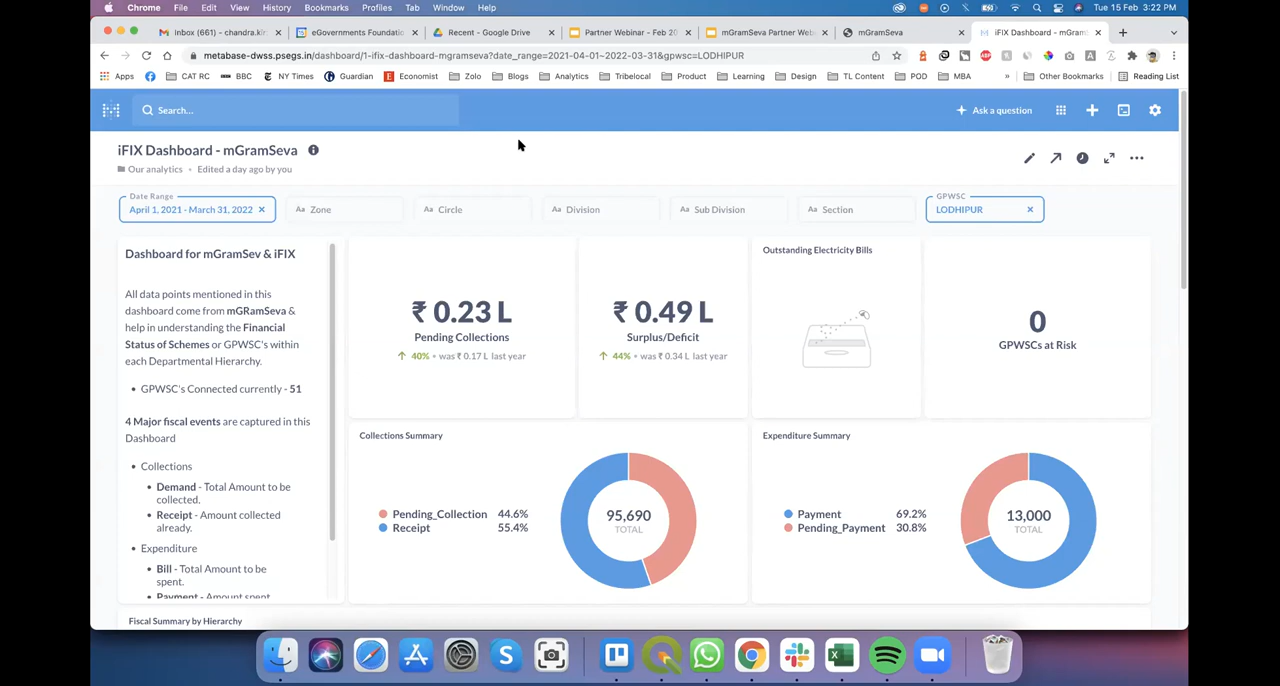 Chrome File Edit View History Bookmarks Profiles Tab Window Help Tue 15 Feb 3:22 PM
Inbox (661) - chandra.kir eGovernments Foundatio Recent - Google Drive Partner Webinar - Feb 20 mGramSeva Partner Web mGramSeva iFIX Dashboard - mGram
metabase-dwss.psegs.in/dashboard/1-ifix-dashboard-mgramseva?date_range=2021-04-01~2022-03-31&gpwsc=LODHIPUR
Apps CAT RC BBC NY Times Guardian Economist Zolo Blogs Analytics Tribelocal Product Learning Design TL Content POD MBA » Other Bookmarks Reading List
Search... Ask a question
iFIX Dashboard - mGramSeva
Our analytics • Edited a day ago by you
Date Range GPWSC
April 1, 2021 - March 31, 2022 Aa Zone Aa Circle Aa Division Aa Sub Division Aa Section LODHIPUR
Dashboard for mGramSev & iFIX
All data points mentioned in this
dashboard come from mGRamSeva &
help in understanding the Financial
Status of Schemes or GPWSC's within
each Departmental Hierarchy.
• GPWSC's Connected currently - 51
4 Major fiscal events are captured in this
Dashboard
• Collections
• Demand - Total Amount to be
collected.
• Receipt - Amount collected
already.
• Expenditure
• Bill - Total Amount to be
spent.
• Payment - Amount spent
₹ 0.23 L
Pending Collections
↑ 40% • was ₹ 0.17 L last year
₹ 0.49 L
Surplus/Deficit
↑ 44% • was ₹ 0.34 L last year
Outstanding Electricity Bills
0
GPWSCs at Risk
Collections Summary
Pending_Collection 44.6%
Receipt 55.4%
95,690
TOTAL
Expenditure Summary
Payment 69.2%
Pending_Payment 30.8%
13,000
TOTAL
Fiscal Summary by Hierarchy